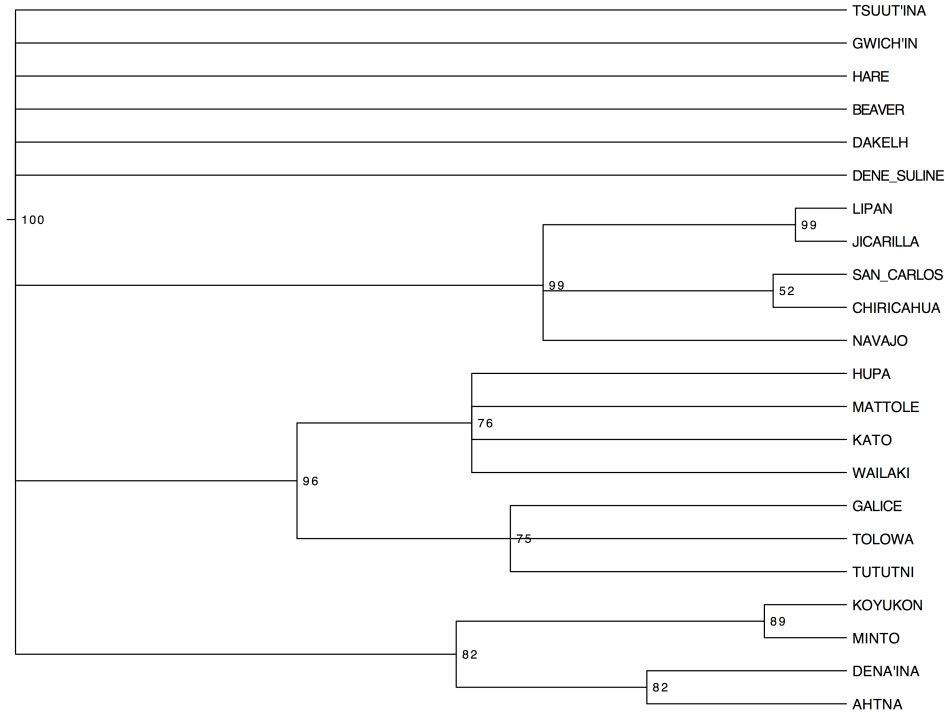 TSUUT'INA
GWICH'IN
HARE
BEAVER
DAKELH
DENE_SULINE
LIPAN
100
99
JICARILLA
SAN_CARLOS
99
52
CHIRICAHUA
NAVAJO
HUPA
MATTOLE
76
KATO
WAILAKI
96
GALICE
75
TOLOWA
TUTUTNI
KOYUKON
89
MINTO
82
DENA'INA
82
AHTNA